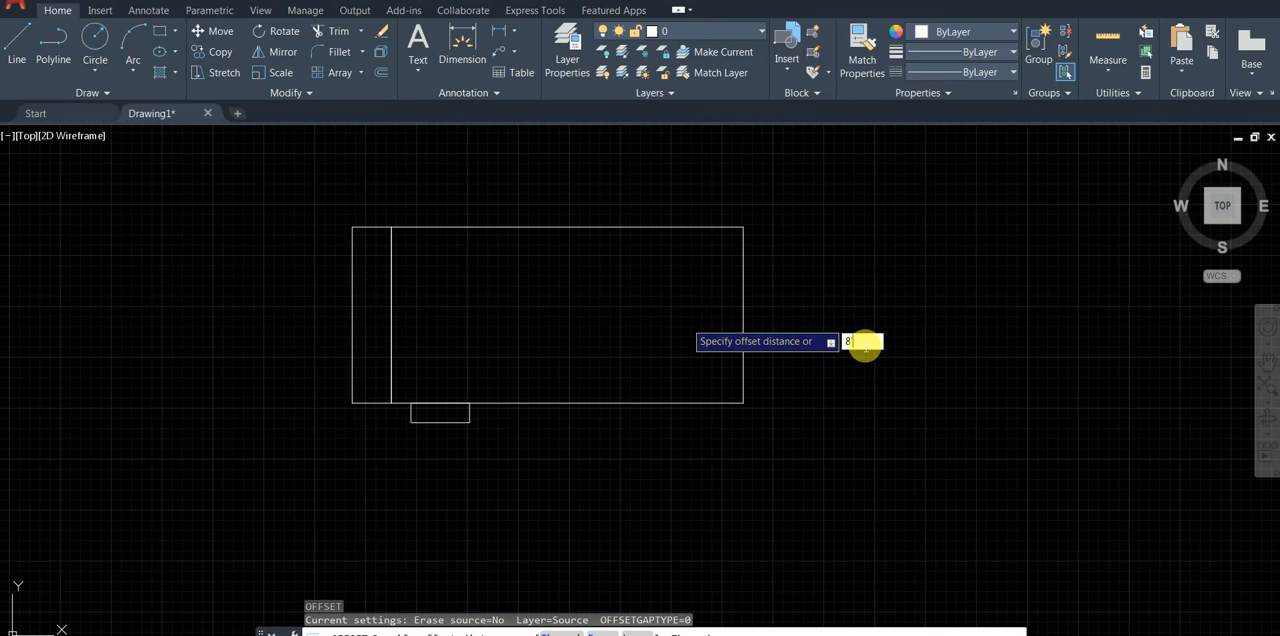 Home Insert Annotate Parametric View Manage Output Add-ins Collaborate Express Tools Featured Apps
Line Polyline Circle Arc
Move Rotate Trim
Copy Mirror Fillet
Stretch Scale Array
Text Dimension Table
Layer Properties
0
Make Current
Match Layer
Insert
Match Properties
ByLayer
ByLayer
ByLayer
Group Measure Paste Base
Draw Modify Annotation Layers Block Properties Groups Utilities Clipboard View
Start Drawing1*
[−][Top][2D Wireframe]
N
W TOP E
S
WCS
Specify offset distance or 8'
Y
X
OFFSET
Current settings: Erase source=No Layer=Source OFFSETGAPTYPE=0